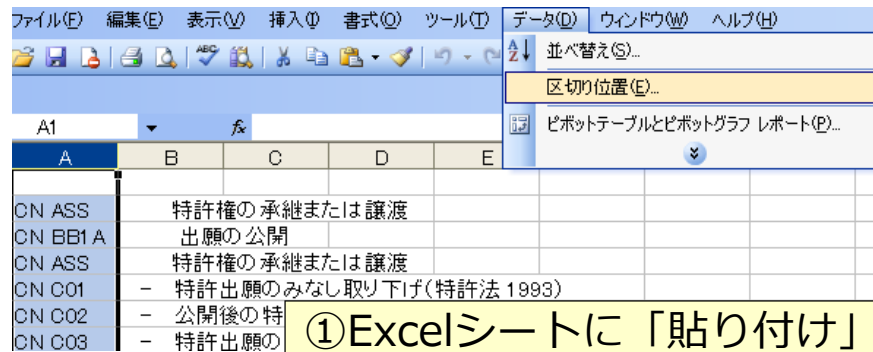 ファイル(F) 編集(E) 表示(V) 挿入(I) 書式(O) ツール(T) データ(D) ウィンドウ(W) ヘルプ(H)
並べ替え(S)...
区切り位置(E)...
A1 fx
ピボットテーブルとピボットグラフ レポート(P)...
A B C D E
CN ASS 特許権の承継または譲渡
CN BB1A 出願の公開
CN ASS 特許権の承継または譲渡
CN C01 － 特許出願のみなし取り下げ(特許法 1993)
CN C02 － 公開後の特
CN C03 － 特許出願の
①Excelシートに「貼り付け」